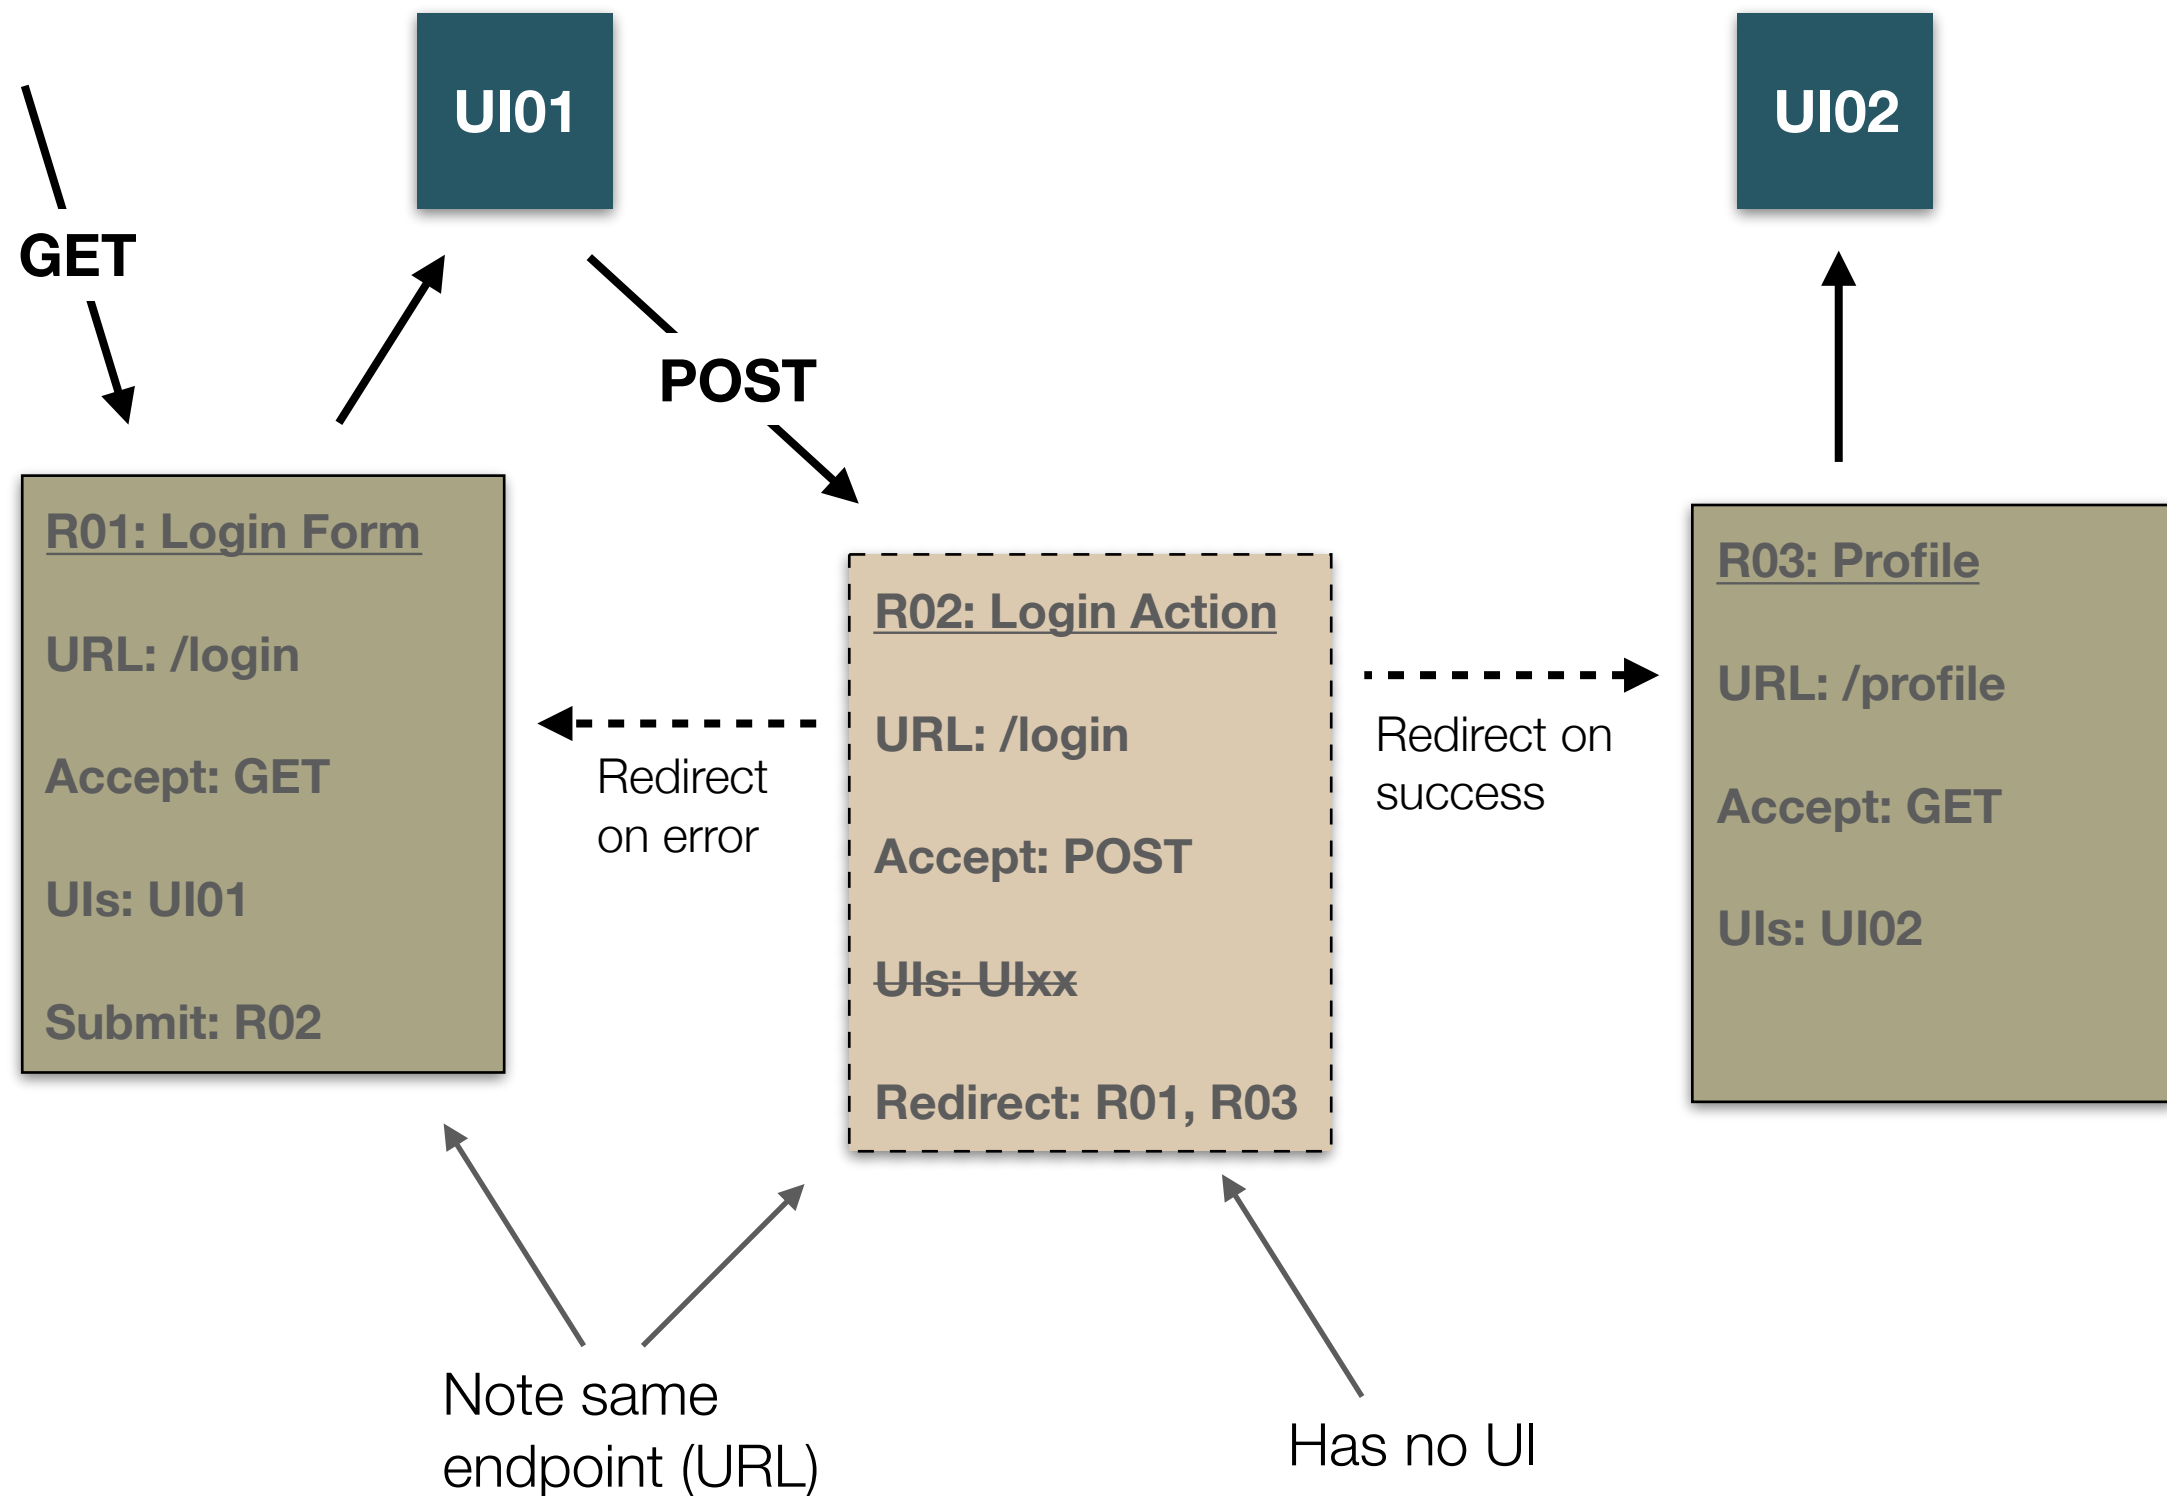 UI01
UI02
GET
POST
R01: Login Form
URL: /login
Accept: GET
UIs: UI01
Submit: R02
Redirect
on error
R02: Login Action
URL: /login
Accept: POST
UIs: UIxx
Redirect: R01, R03
Redirect on
success
R03: Profile
URL: /profile
Accept: GET
UIs: UI02
Note same
endpoint (URL)
Has no UI